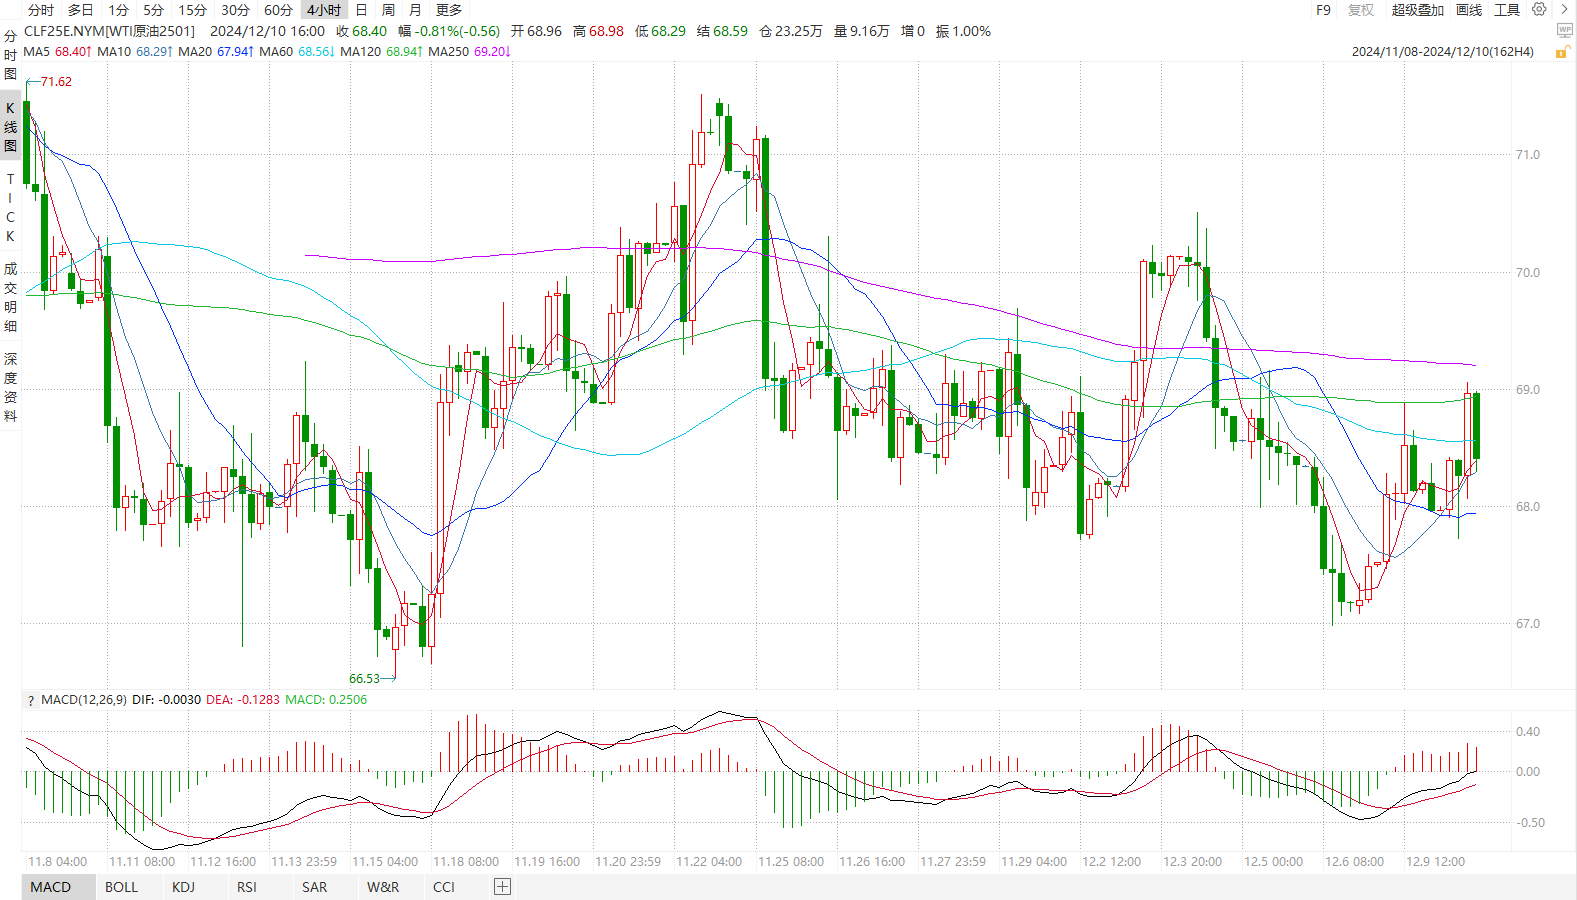 分时 多日 1分 5分 15分 30分 60分 4小时 日 周 月 更多 F9 复权 超级叠加 画线 工具
CLF25E.NYM[WTI原油2501] 2024/12/10 16:00 收 68.40 幅 -0.81%(-0.56) 开 68.96 高 68.98 低 68.29 结 68.59 仓 23.25万 量 9.16万 增 0 振 1.00%
MA5 68.40↑ MA10 68.29↑ MA20 67.94↑ MA60 68.56↓ MA120 68.94↑ MA250 69.20↓ 2024/11/08-2024/12/10(162H4)
WP
分时图
K线图
TICK
成交明细
深度资料
71.62
71.0
70.0
69.0
68.0
67.0
66.53
? MACD(12,26,9) DIF: -0.0030 DEA: -0.1283 MACD: 0.2506
0.40
0.00
-0.50
11.8 04:00 11.11 08:00 11.12 16:00 11.13 23:59 11.15 04:00 11.18 08:00 11.19 16:00 11.20 23:59 11.22 04:00 11.25 08:00 11.26 16:00 11.27 23:59 11.29 04:00 12.2 12:00 12.3 20:00 12.5 00:00 12.6 08:00 12.9 12:00
MACD BOLL KDJ RSI SAR W&R CCI